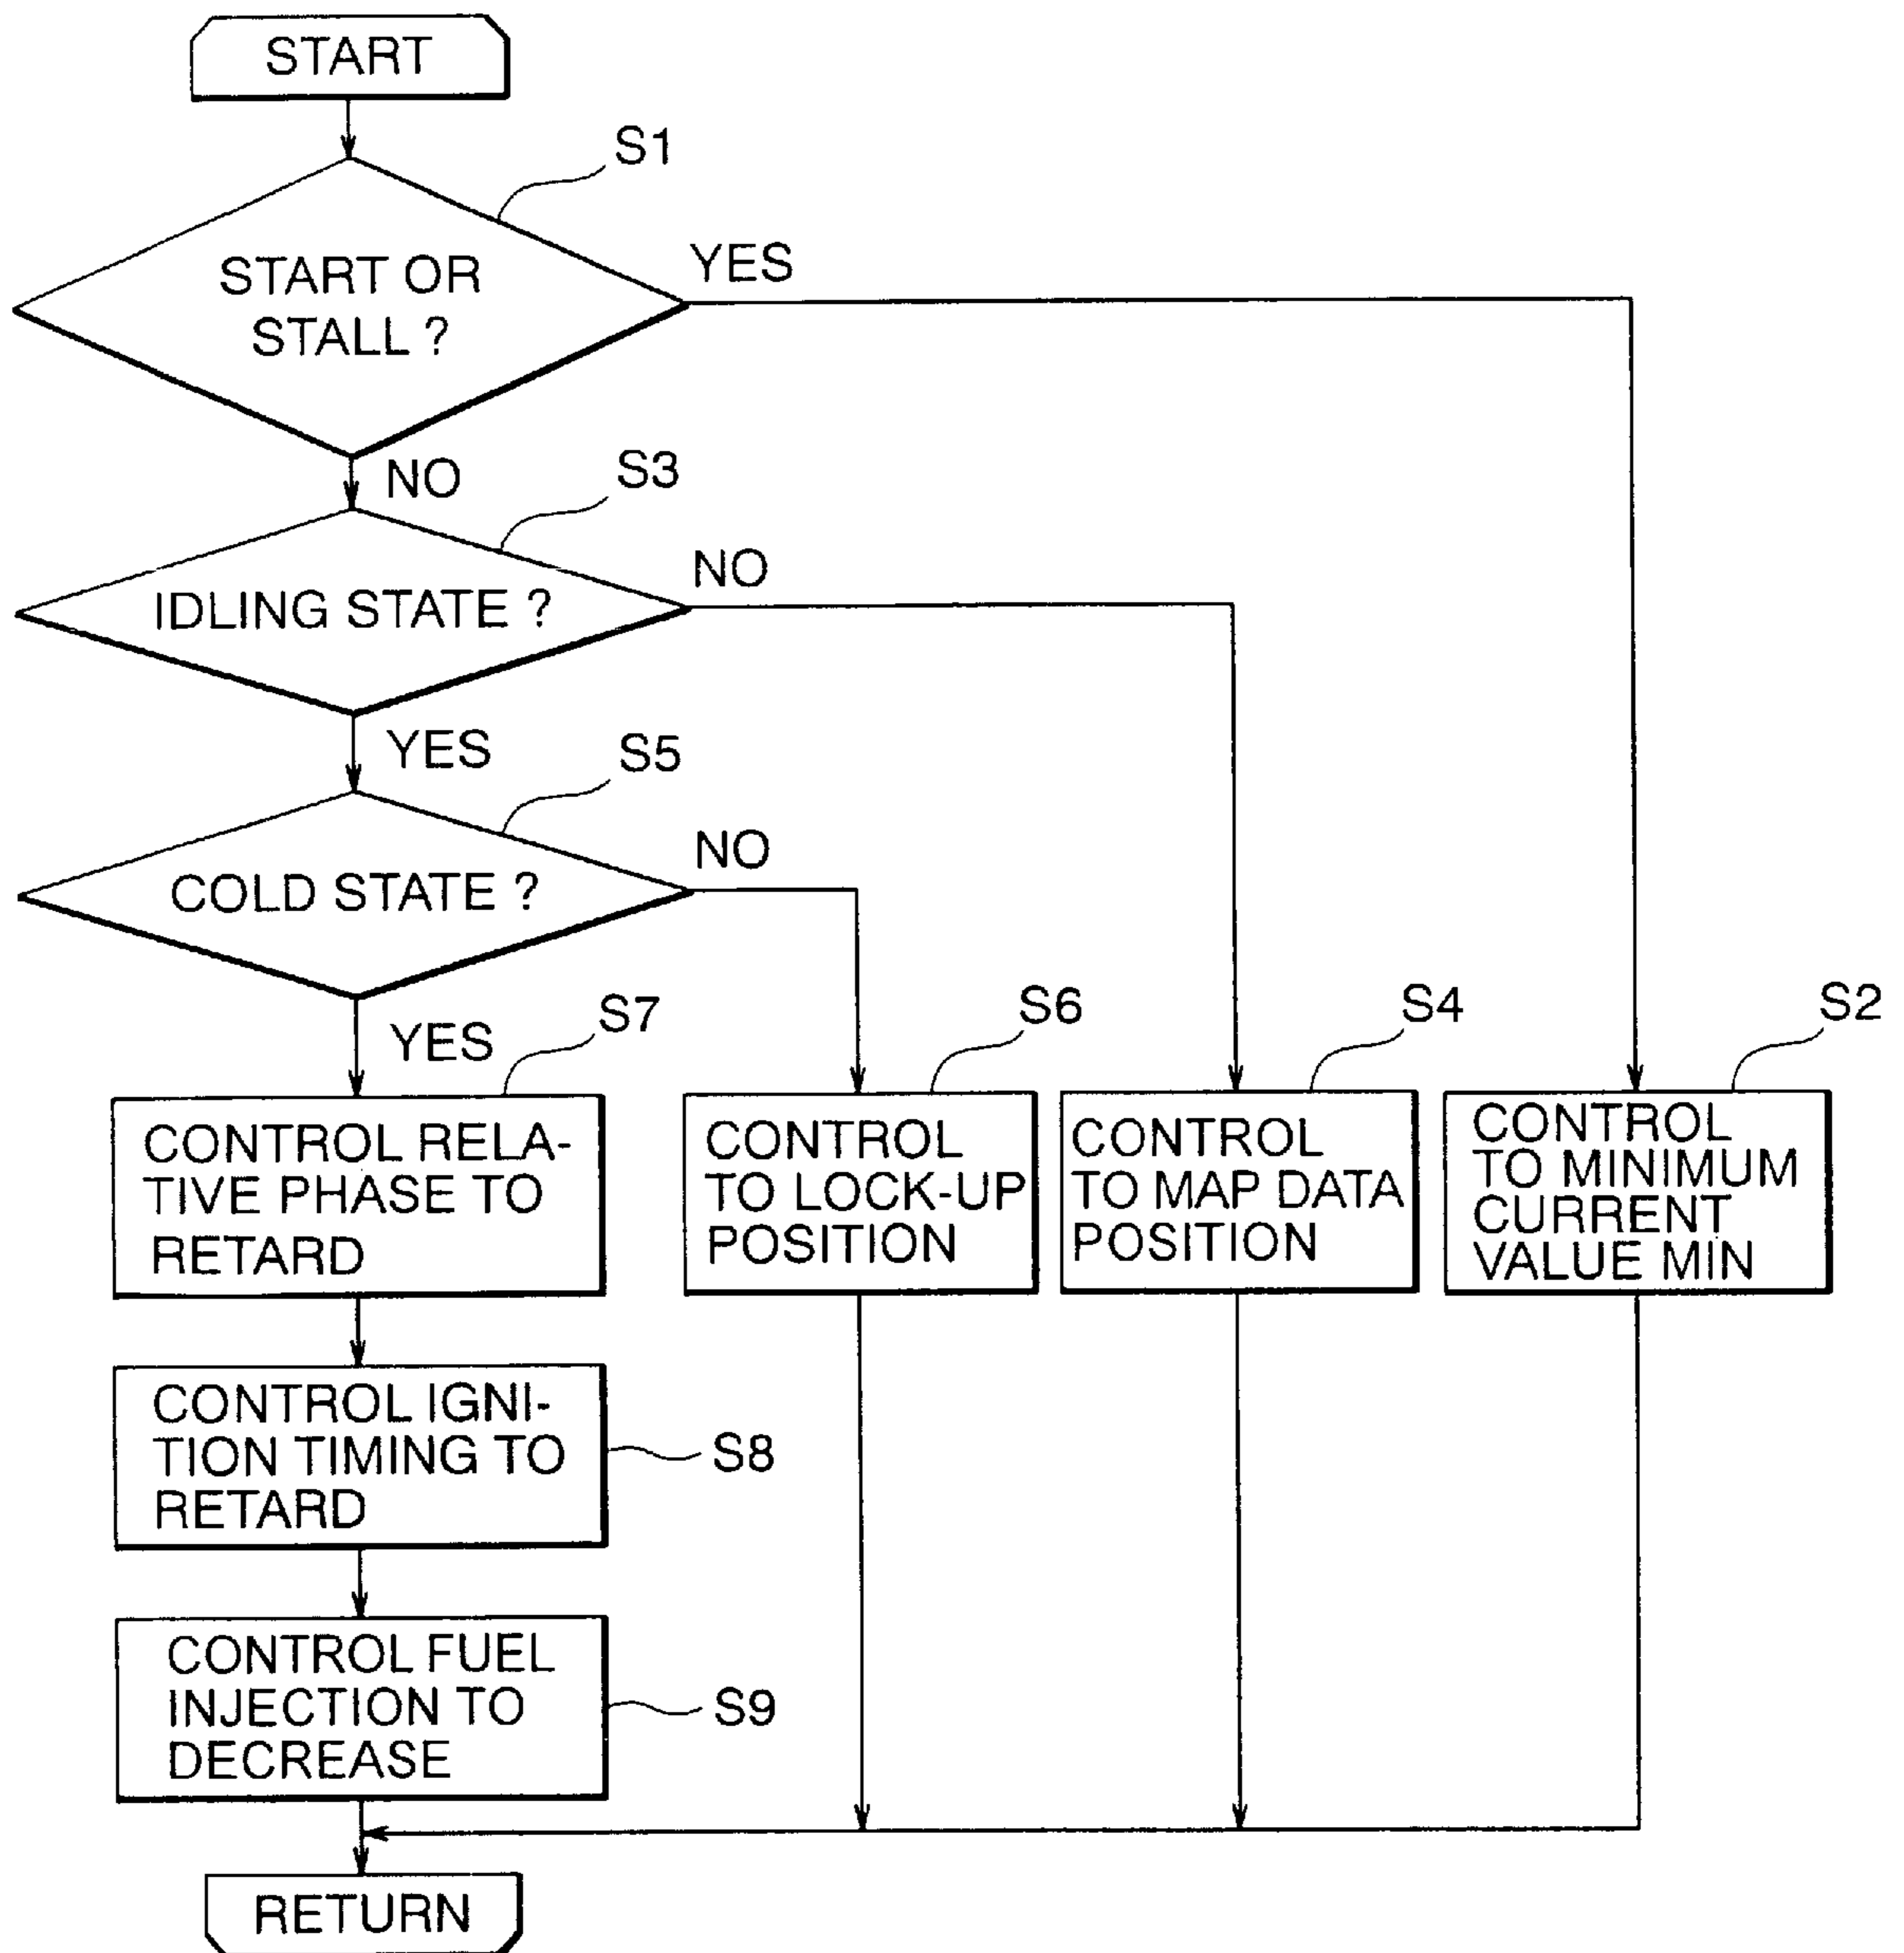 START
S1
START OR
STALL ?
YES
NO
S3
IDLING STATE ?
NO
YES
S5
COLD STATE ?
NO
YES
S7
S6
S4
S2
CONTROL RELA-
TIVE PHASE TO
RETARD
CONTROL
TO LOCK-UP
POSITION
CONTROL
TO MAP DATA
POSITION
CONTROL
TO MINIMUM
CURRENT
VALUE MIN
CONTROL IGNI-
TION TIMING TO
RETARD
S8
CONTROL FUEL
INJECTION TO
DECREASE
S9
RETURN